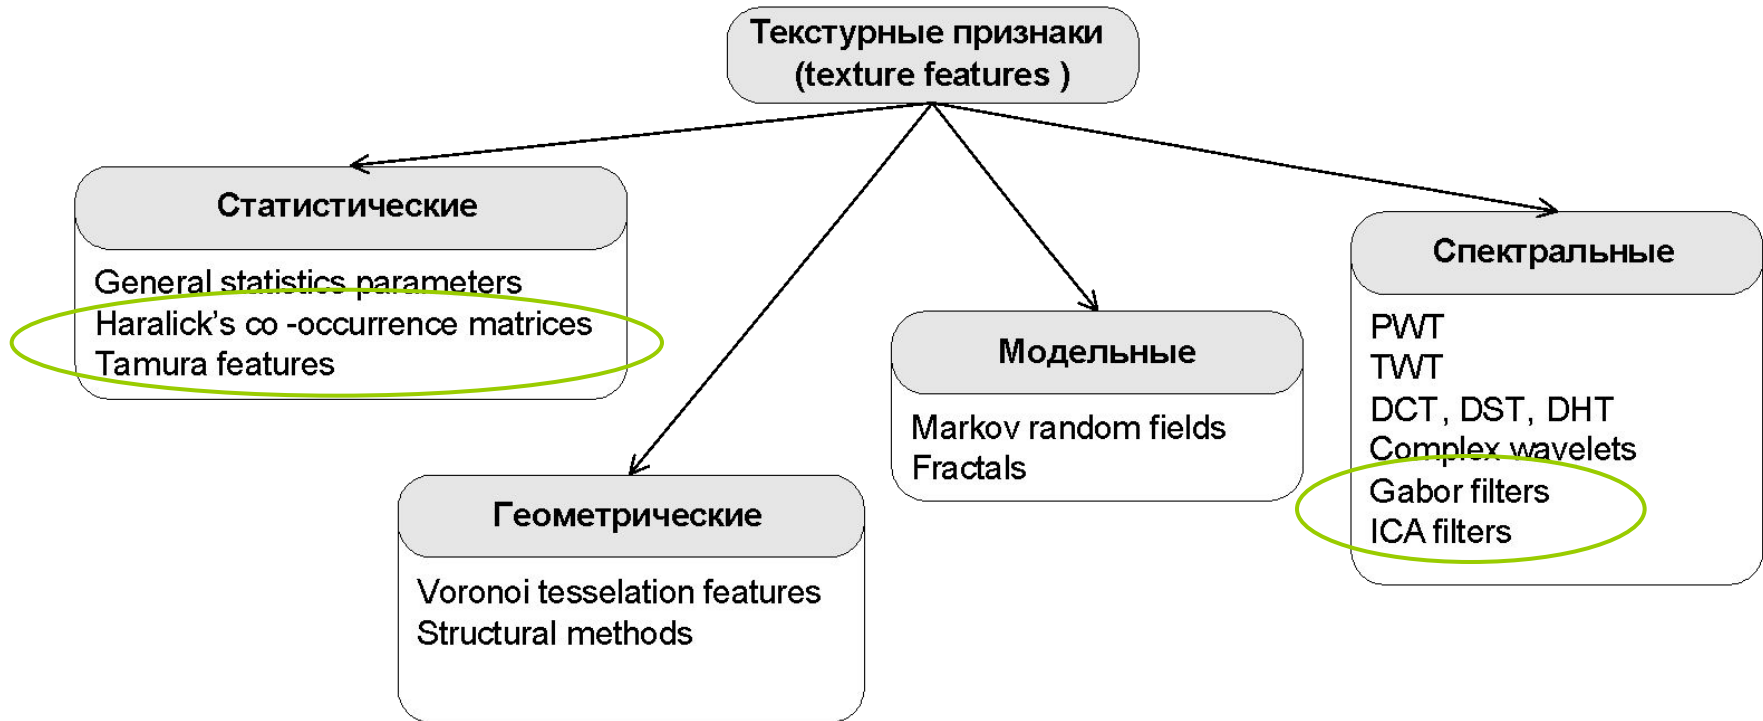 Текстурные признаки
(texture features )
Статистические
General statistics parameters
Haralick's co -occurrence matrices
Tamura features
Геометрические
Voronoi tesselation features
Structural methods
Модельные
Markov random fields
Fractals
Спектральные
PWT
TWT
DCT, DST, DHT
Complex wavelets
Gabor filters
ICA filters